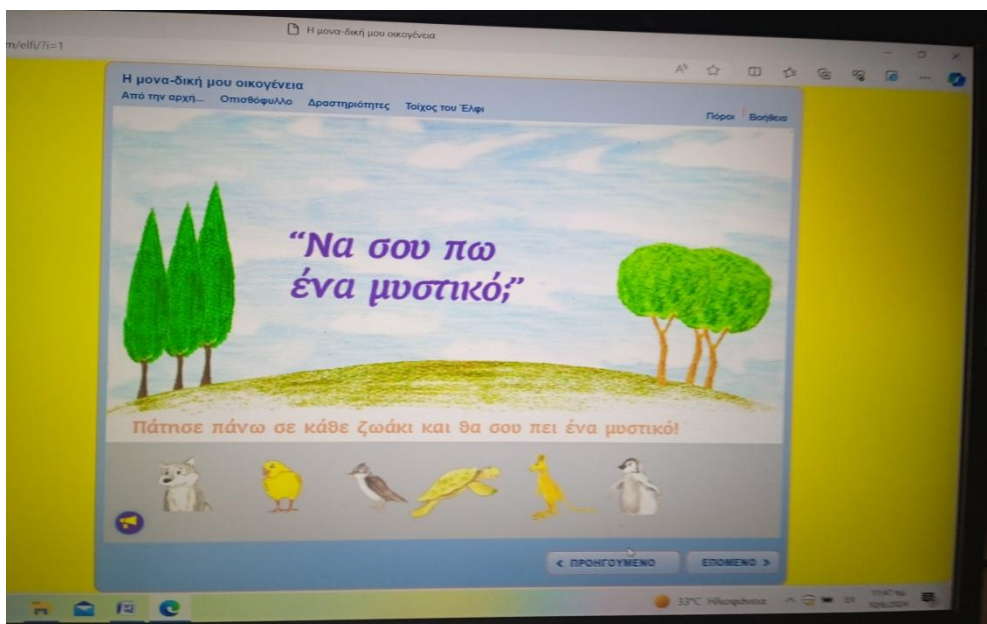 Η μονα-δική μου οικογένεια
m/elfi/?i=1
Η μονα-δική μου οικογένεια
Από την αρχή... Οπισθόφυλλο Δραστηριότητες Τοίχος του Έλφι
Πόροι Βοήθεια
“Να σου πω
ένα μυστικό;”
Πάτησε πάνω σε κάθε ζωάκι και θα σου πει ένα μυστικό!
< ΠΡΟΗΓΟΥΜΕΝΟ ΕΠΟΜΕΝΟ >
33°C Ηλιοφάνεια